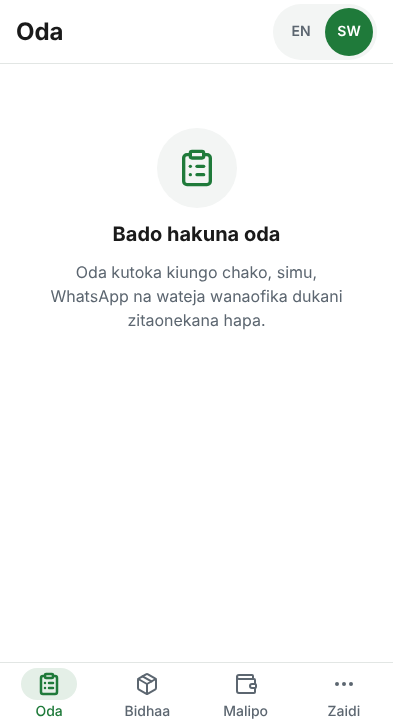 Oda
EN
SW
Bado hakuna oda
Oda kutoka kiungo chako, simu,
WhatsApp na wateja wanaofika dukani
zitaonekana hapa.
Oda
Bidhaa
Malipo
Zaidi